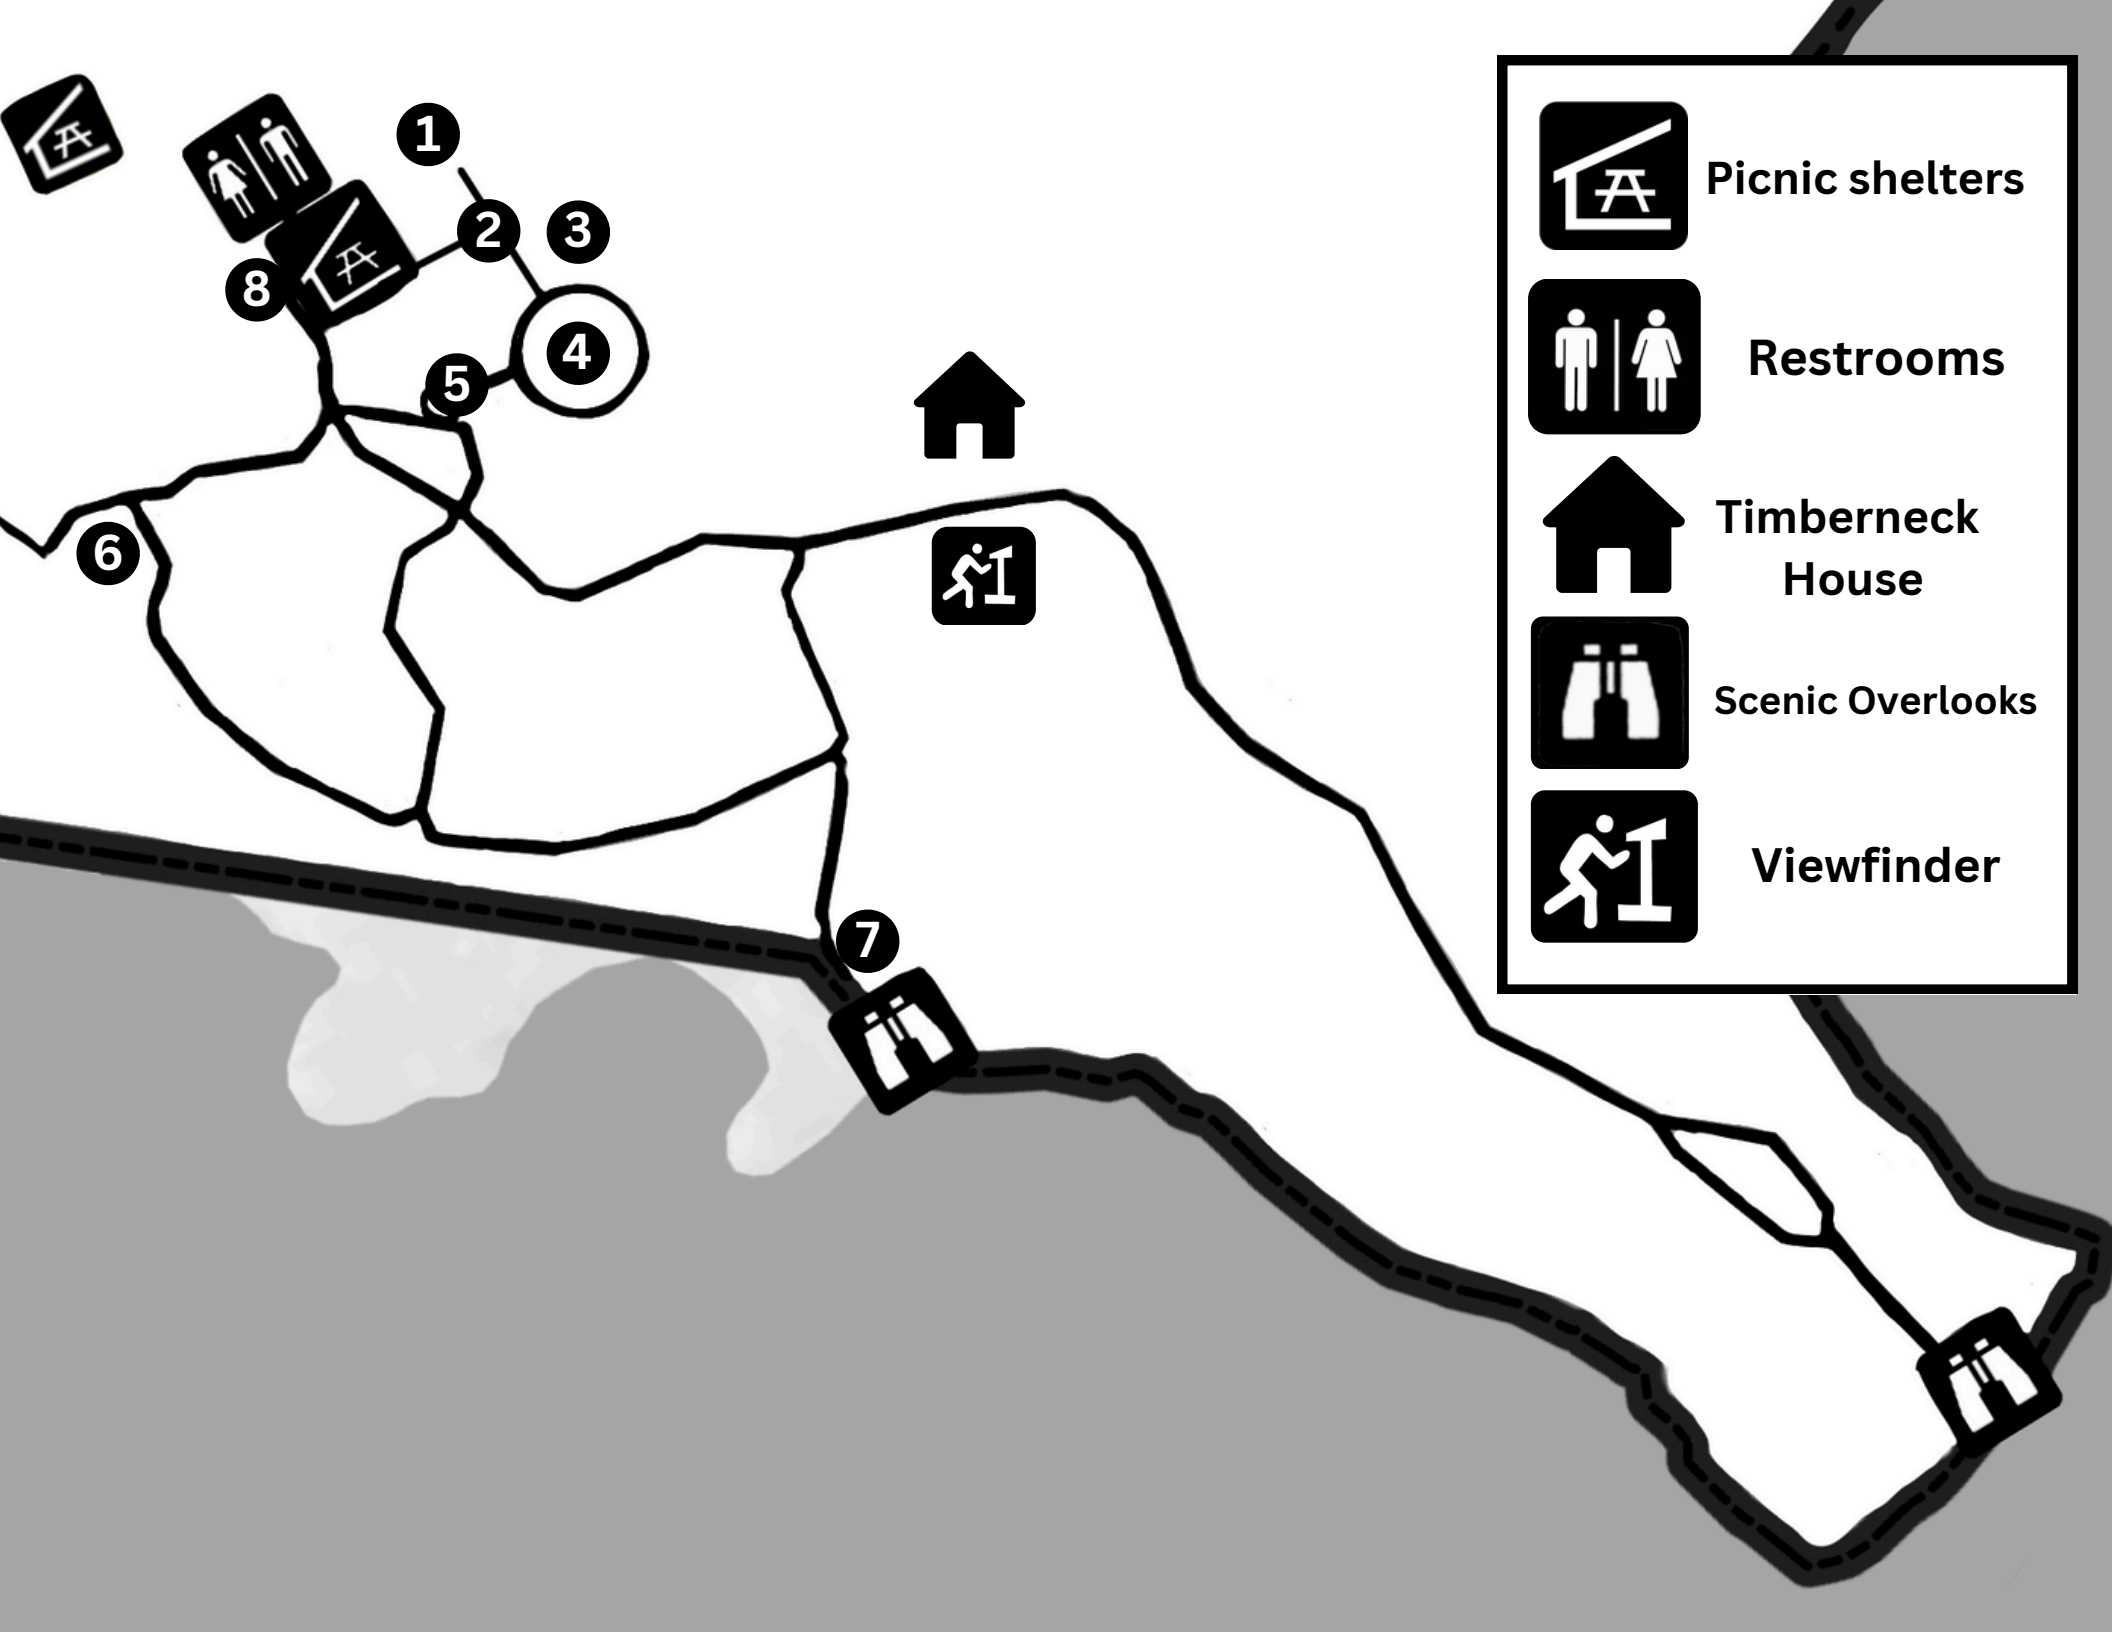 1
2
3
8
4
5
6
7
Picnic shelters
Restrooms
Timberneck
House
Scenic Overlooks
Viewfinder